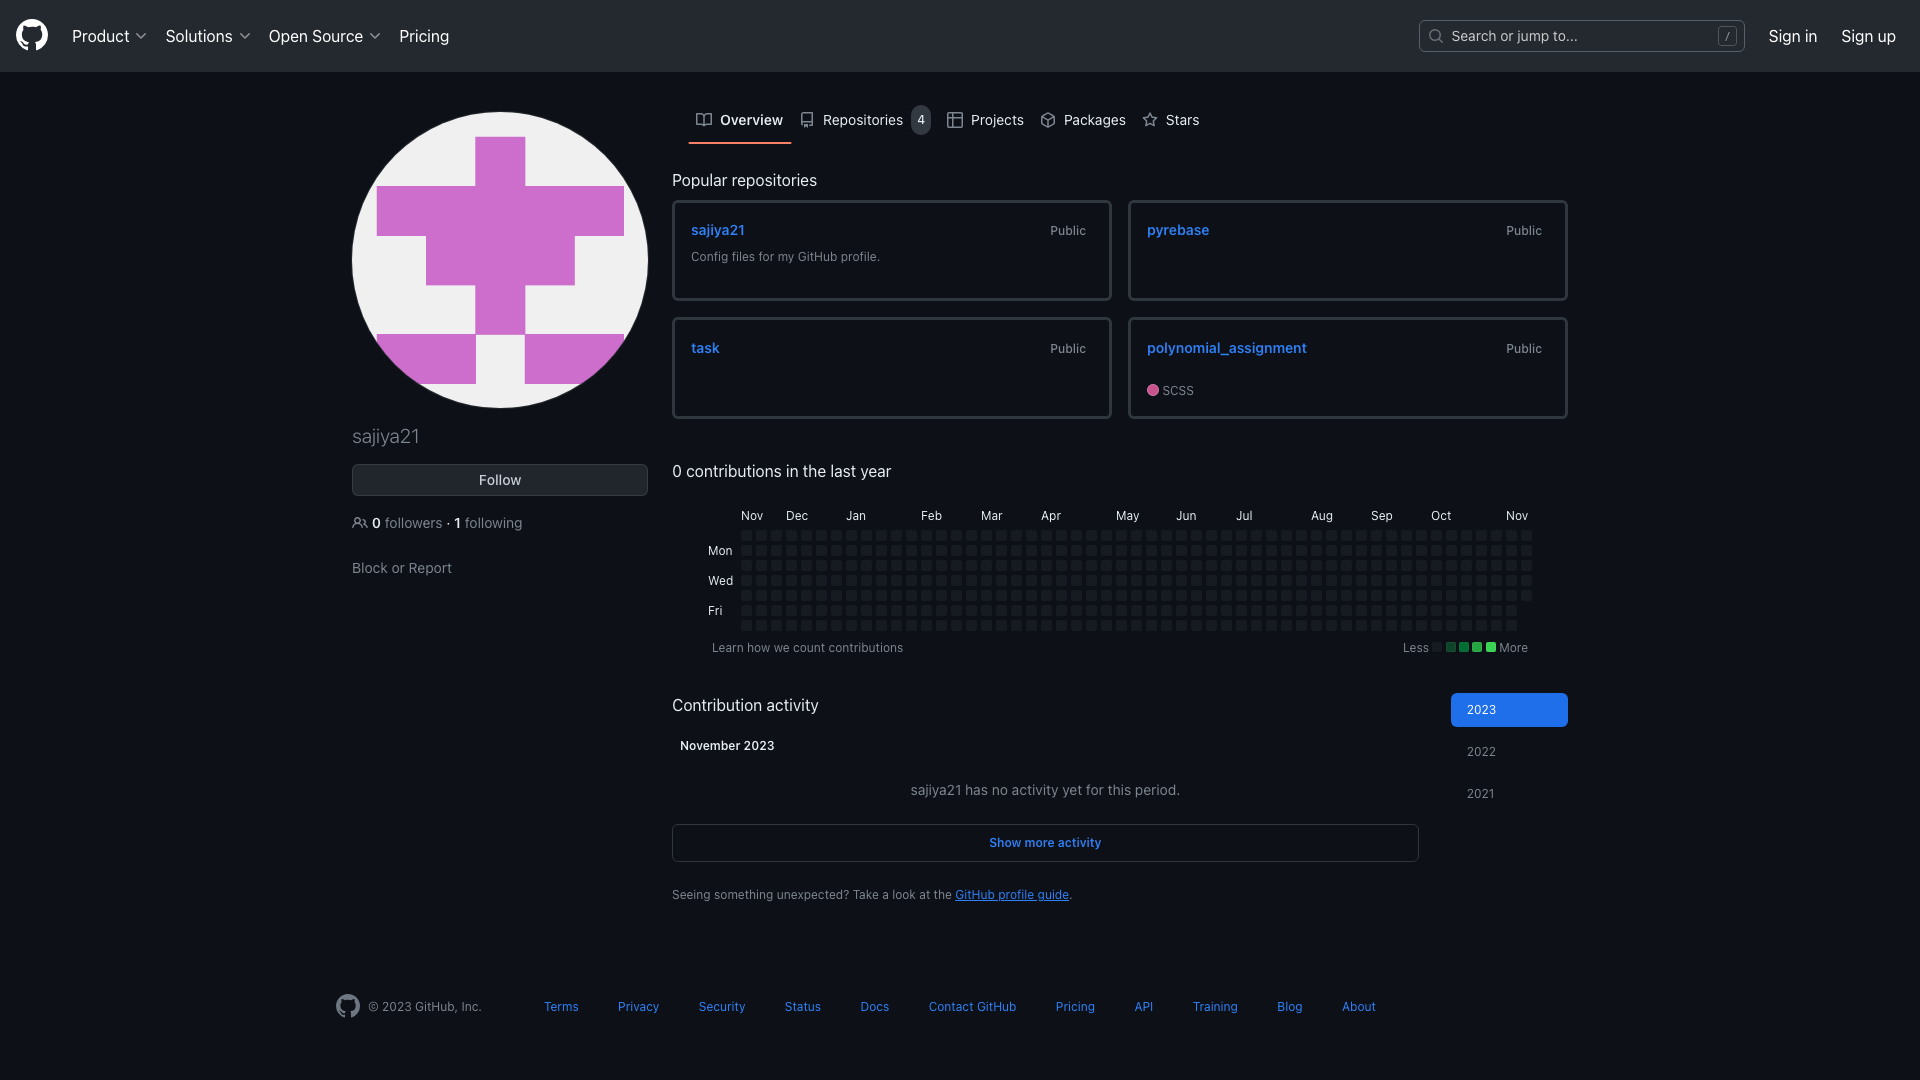 Product Solutions Open Source Pricing Search or jump to... / Sign in Sign up
Overview Repositories 4 Projects Packages Stars
sajiya21
Follow
0 followers · 1 following
Block or Report
Popular repositories
sajiya21 Public
Config files for my GitHub profile.
pyrebase Public
task Public
polynomial_assignment Public
SCSS
0 contributions in the last year
Nov Dec Jan Feb Mar Apr May Jun Jul Aug Sep Oct Nov
Mon
Wed
Fri
Learn how we count contributions Less More
Contribution activity
2023
2022
2021
November 2023
sajiya21 has no activity yet for this period.
Show more activity
Seeing something unexpected? Take a look at the GitHub profile guide.
© 2023 GitHub, Inc. Terms Privacy Security Status Docs Contact GitHub Pricing API Training Blog About